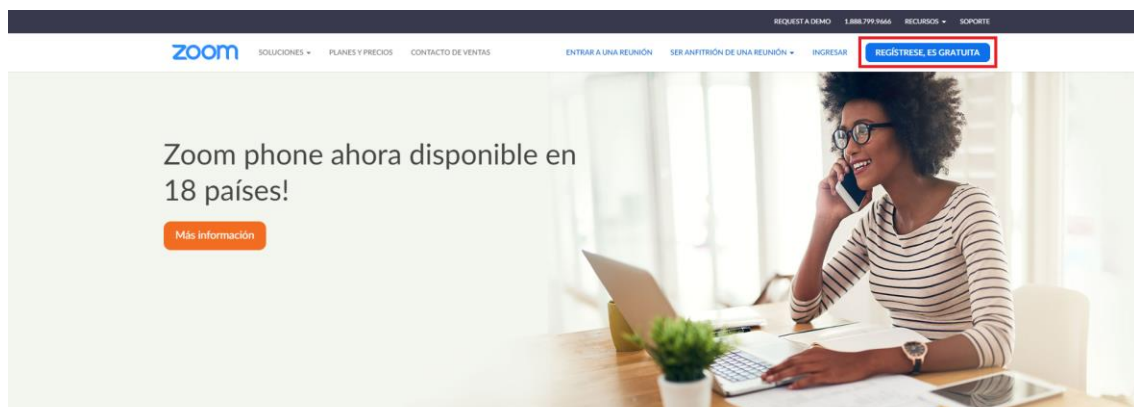 REQUEST A DEMO 1.888.799.9666 RECURSOS SOPORTE
zoom SOLUCIONES PLANES Y PRECIOS CONTACTO DE VENTAS ENTRAR A UNA REUNIÓN SER ANFITRIÓN DE UNA REUNIÓN INGRESAR REGÍSTRESE, ES GRATUITA
Zoom phone ahora disponible en
18 países!
Más información